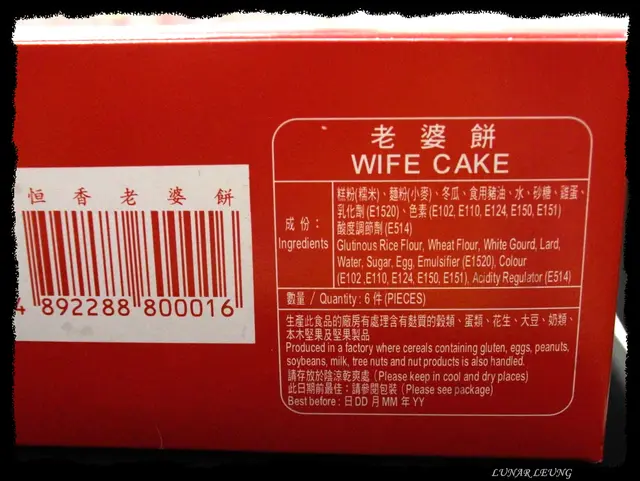 恒香老婆餅
4 892288 800016
老婆餅
WIFE CAKE
成份：
Ingredients
糕粉(糯米)、麵粉(小麥)、冬瓜、食用豬油、水、砂糖、雞蛋、
乳化劑(E1520)、色素(E102, E110, E124, E150, E151)
酸度調節劑(E514)
Glutinous Rice Flour, Wheat Flour, White Gourd, Lard,
Water, Sugar, Egg, Emulsifier (E1520), Colour
(E102 ,E110, E124, E150, E151), Acidity Regulator (E514)
數量 / Quantity : 6 件 (PIECES)
生產此食品的廠房有處理含有麩質的穀類、蛋類、花生、大豆、奶類、
本木堅果及堅果製品
Produced in a factory where cereals containing gluten, eggs, peanuts,
soybeans, milk, tree nuts and nut products is also handled.
請存放於陰涼乾爽處 (Please keep in cool and dry places)
此日期前最佳：請參閱包裝 (Please see package)
Best before : 日 DD 月 MM 年 YY
LUNAR LEUNG